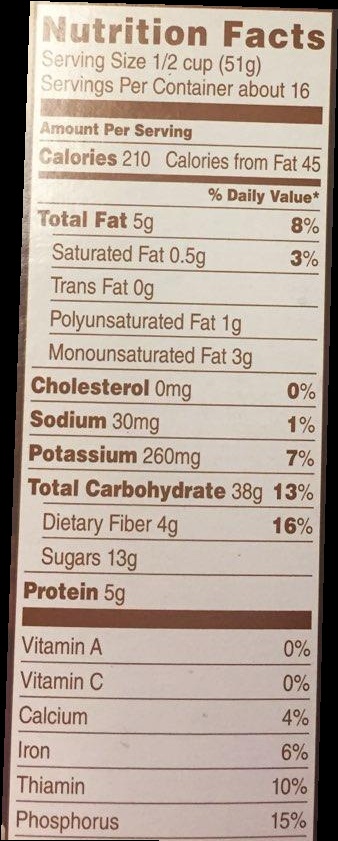 Nutrition Facts
Serving Size 1/2 cup (51g)
Servings Per Container about 16
Amount Per Serving
Calories 210 Calories from Fat 45
% Daily Value*
Total Fat 5g 8%
Saturated Fat 0.5g 3%
Trans Fat 0g
Polyunsaturated Fat 1g
Monounsaturated Fat 3g
Cholesterol 0mg 0%
Sodium 30mg 1%
Potassium 260mg 7%
Total Carbohydrate 38g 13%
Dietary Fiber 4g 16%
Sugars 13g
Protein 5g
Vitamin A 0%
Vitamin C 0%
Calcium 4%
Iron 6%
Thiamin 10%
Phosphorus 15%